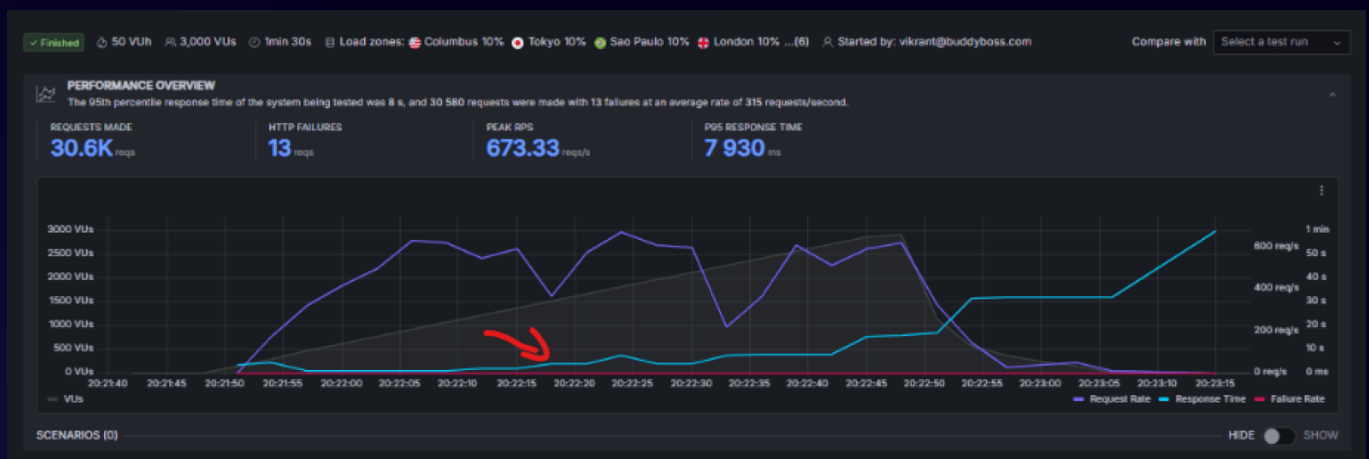 Finished 50 VUh 3,000 VUs 1min 30s Load zones: Columbus 10% Tokyo 10% Sao Paulo 10% London 10% ...(6) Started by: vikrant@buddyboss.com Compare with Select a test run
PERFORMANCE OVERVIEW
The 95th percentile response time of the system being tested was 8 s, and 30 580 requests were made with 13 failures at an average rate of 315 requests/second.
REQUESTS MADE HTTP FAILURES PEAK RPS P95 RESPONSE TIME
30.6K reqs 13 reqs 673.33 reqs/s 7 930 ms
3000 VUs 1 min
600 req/s
2500 VUs 50 s
2000 VUs 40 s
400 req/s
1500 VUs 30 s
1000 VUs 20 s
200 req/s
500 VUs 10 s
0 VUs 0 req/s 0 ms
20:21:40 20:21:45 20:21:50 20:21:55 20:22:00 20:22:05 20:22:10 20:22:15 20:22:20 20:22:25 20:22:30 20:22:35 20:22:40 20:22:45 20:22:50 20:22:55 20:23:00 20:23:05 20:23:10 20:23:15
VUs Request Rate Response Time Failure Rate
SCENARIOS (0) HIDE SHOW